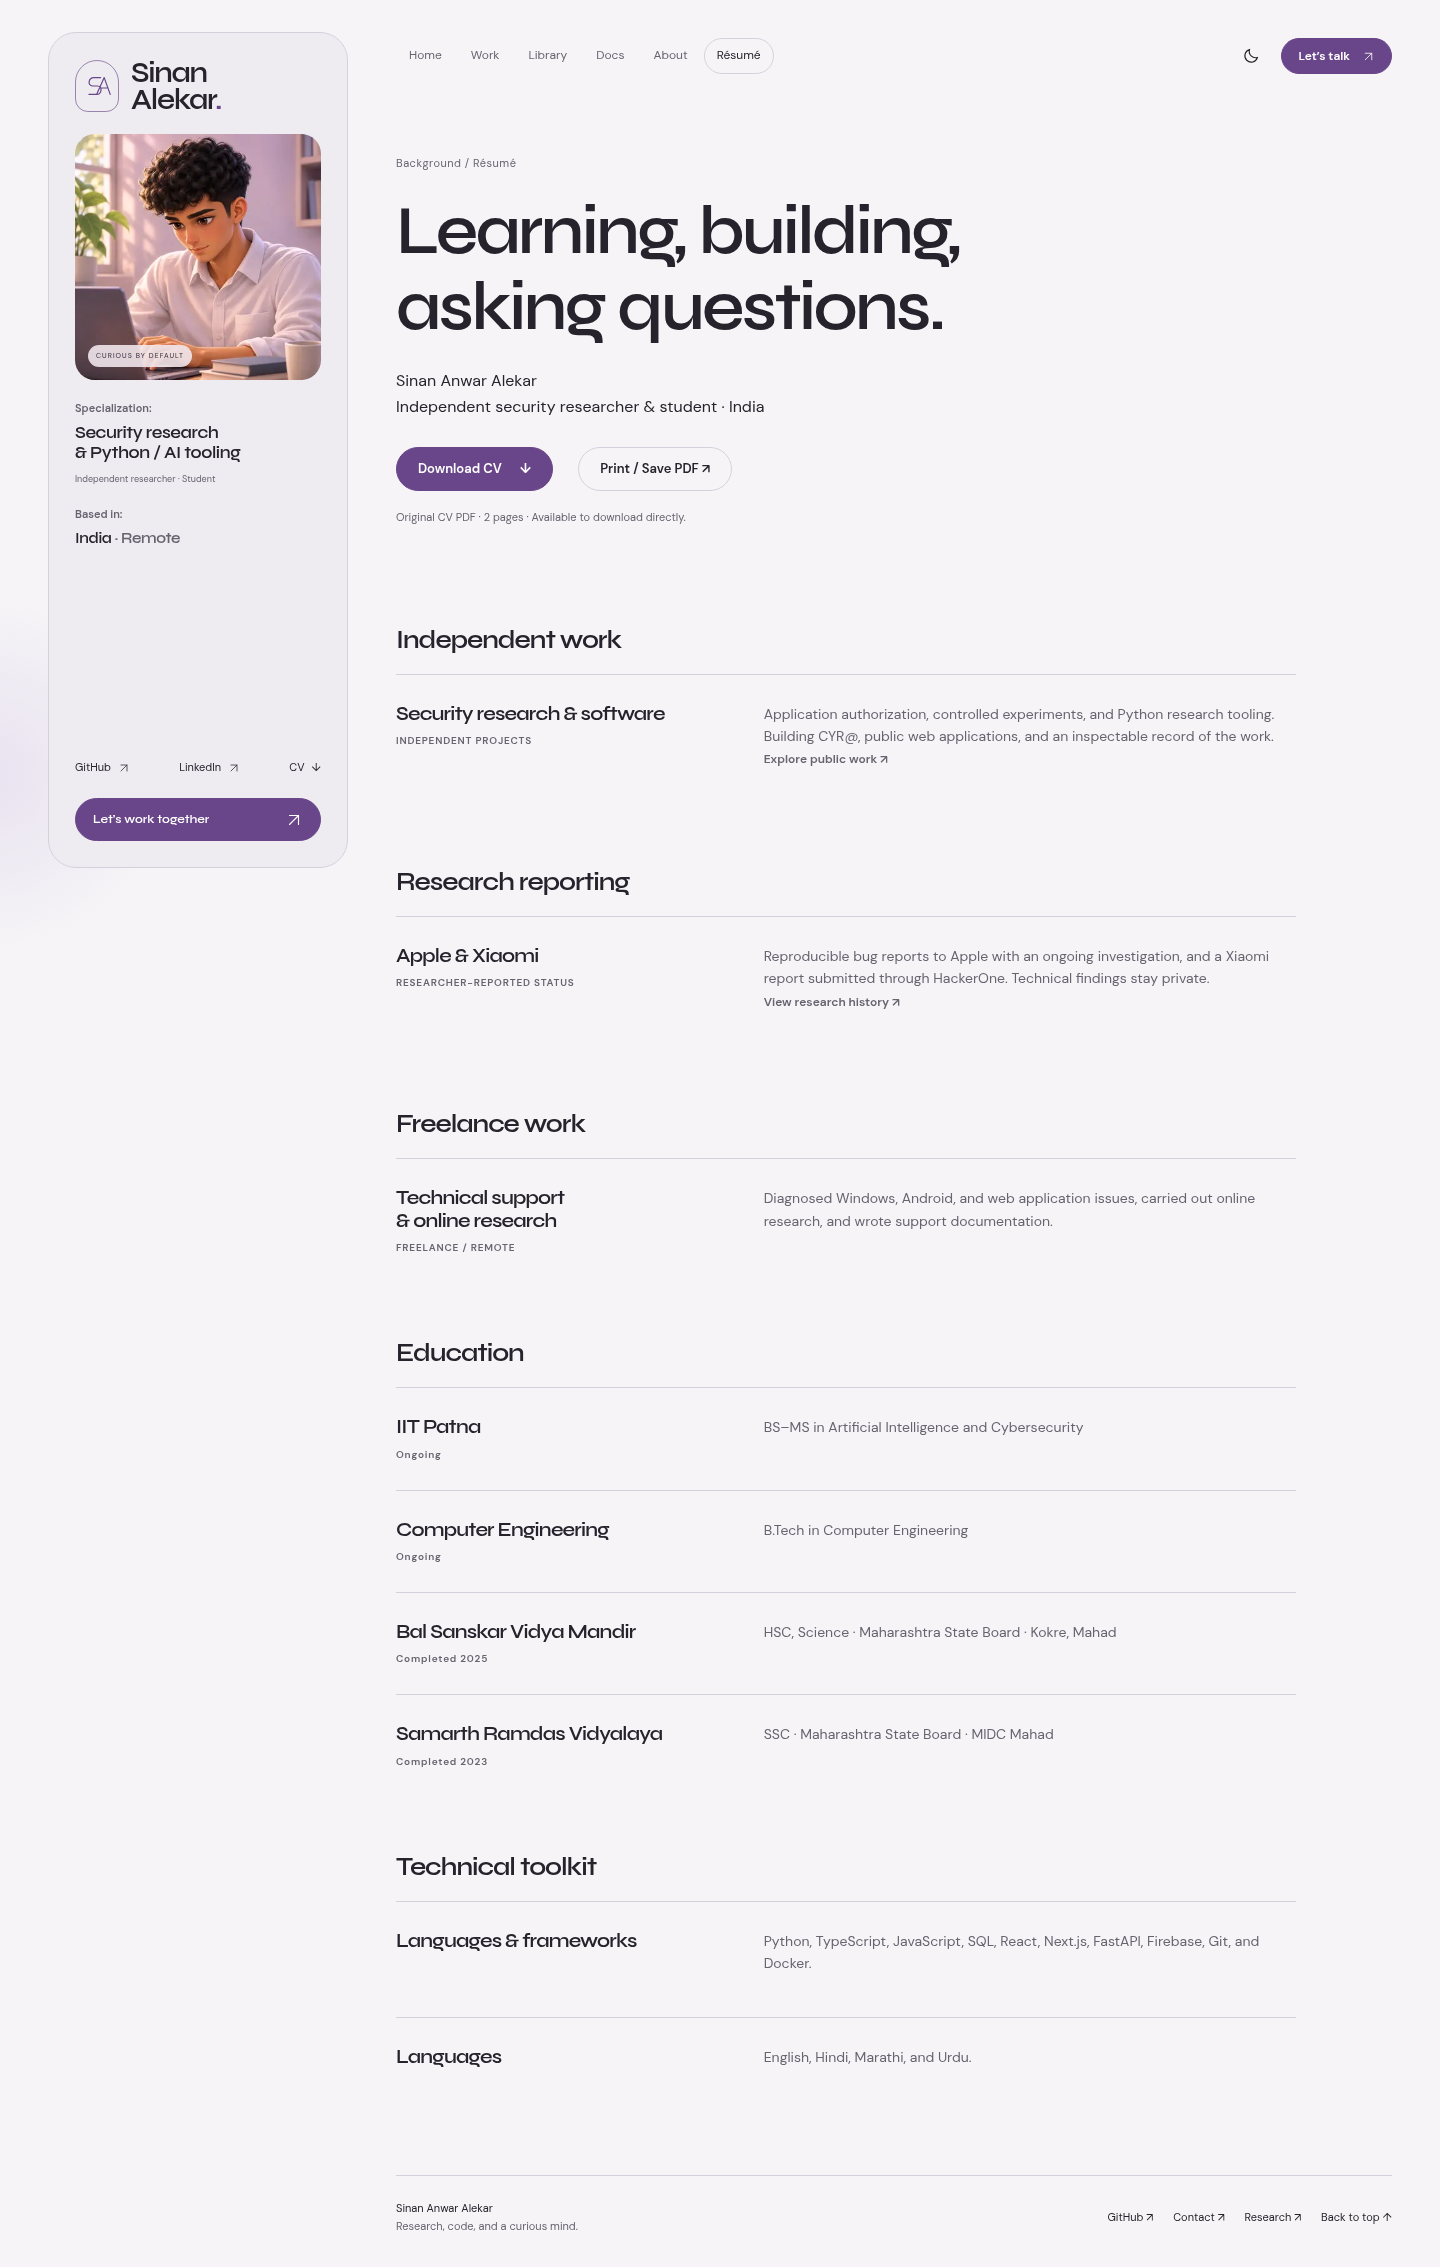 SA
Sinan
Alekar.
CURIOUS BY DEFAULT
Specialization:
Security research
& Python / AI tooling
Independent researcher · Student
Based in:
India · Remote
GitHub ↗ LinkedIn ↗ CV ↓
Let's work together ↗
Home Work Library Docs About Résumé
Let's talk ↗
Background / Résumé
Learning, building,
asking questions.
Sinan Anwar Alekar
Independent security researcher & student · India
Download CV ↓ Print / Save PDF ↗
Original CV PDF · 2 pages · Available to download directly.
Independent work
Security research & software
INDEPENDENT PROJECTS
Application authorization, controlled experiments, and Python research tooling.
Building CYR@, public web applications, and an inspectable record of the work.
Explore public work ↗
Research reporting
Apple & Xiaomi
RESEARCHER-REPORTED STATUS
Reproducible bug reports to Apple with an ongoing investigation, and a Xiaomi
report submitted through HackerOne. Technical findings stay private.
View research history ↗
Freelance work
Technical support
& online research
FREELANCE / REMOTE
Diagnosed Windows, Android, and web application issues, carried out online
research, and wrote support documentation.
Education
IIT Patna
Ongoing
BS–MS in Artificial Intelligence and Cybersecurity
Computer Engineering
Ongoing
B.Tech in Computer Engineering
Bal Sanskar Vidya Mandir
Completed 2025
HSC, Science · Maharashtra State Board · Kokre, Mahad
Samarth Ramdas Vidyalaya
Completed 2023
SSC · Maharashtra State Board · MIDC Mahad
Technical toolkit
Languages & frameworks
Python, TypeScript, JavaScript, SQL, React, Next.js, FastAPI, Firebase, Git, and
Docker.
Languages
English, Hindi, Marathi, and Urdu.
Sinan Anwar Alekar
Research, code, and a curious mind.
GitHub ↗ Contact ↗ Research ↗ Back to top ↑